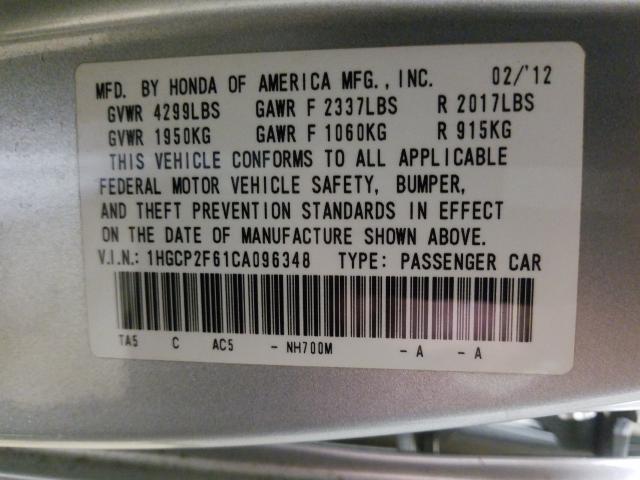 MFD. BY HONDA OF AMERICA MFG., INC. 02/'12
GVWR 4299LBS GAWR F 2337LBS R 2017LBS
GVWR 1950KG GAWR F 1060KG R 915KG
THIS VEHICLE CONFORMS TO ALL APPLICABLE
FEDERAL MOTOR VEHICLE SAFETY, BUMPER,
AND THEFT PREVENTION STANDARDS IN EFFECT
ON THE DATE OF MANUFACTURE SHOWN ABOVE.
V.I.N.: 1HGCP2F61CA096348 TYPE: PASSENGER CAR
TA5 C AC5 - NH700M - A - A